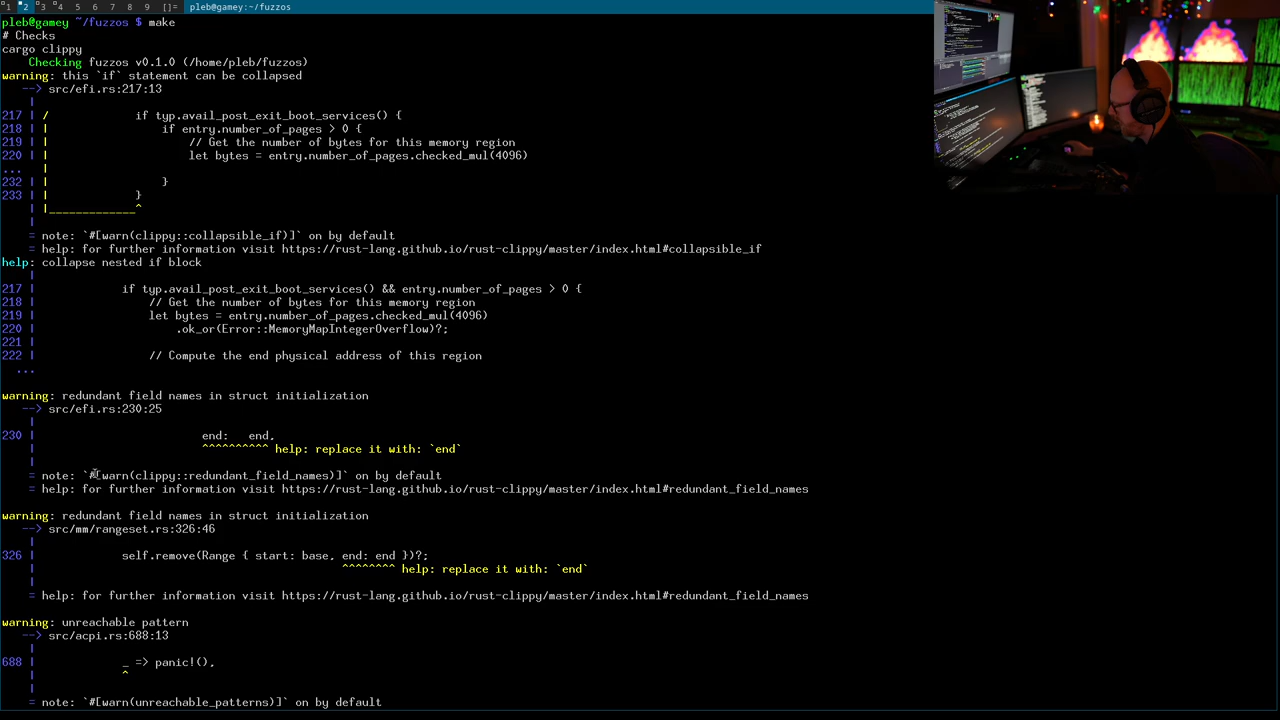 1 2 3 4 5 6 7 8 9 []= pleb@gamey:~/fuzzos
pleb@gamey ~/fuzzos $ make
# Checks
cargo clippy
    Checking fuzzos v0.1.0 (/home/pleb/fuzzos)
warning: this `if` statement can be collapsed
   --> src/efi.rs:217:13
    |
217 | /             if typ.avail_post_exit_boot_services() {
218 | |                 if entry.number_of_pages > 0 {
219 | |                     // Get the number of bytes for this memory region
220 | |                     let bytes = entry.number_of_pages.checked_mul(4096)
... |
232 | |                 }
233 | |             }
    | |_____________^
    |
    = note: `#[warn(clippy::collapsible_if)]` on by default
    = help: for further information visit https://rust-lang.github.io/rust-clippy/master/index.html#collapsible_if
help: collapse nested if block
    |
217 |             if typ.avail_post_exit_boot_services() && entry.number_of_pages > 0 {
218 |                 // Get the number of bytes for this memory region
219 |                 let bytes = entry.number_of_pages.checked_mul(4096)
220 |                     .ok_or(Error::MemoryMapIntegerOverflow)?;
221 |
222 |                 // Compute the end physical address of this region
  ...
warning: redundant field names in struct initialization
   --> src/efi.rs:230:25
    |
230 |                         end:   end,
    |                         ^^^^^^^^^^ help: replace it with: `end`
    |
    = note: `#[warn(clippy::redundant_field_names)]` on by default
    = help: for further information visit https://rust-lang.github.io/rust-clippy/master/index.html#redundant_field_names
warning: redundant field names in struct initialization
   --> src/mm/rangeset.rs:326:46
    |
326 |             self.remove(Range { start: base, end: end })?;
    |                                              ^^^^^^^^ help: replace it with: `end`
    |
    = help: for further information visit https://rust-lang.github.io/rust-clippy/master/index.html#redundant_field_names
warning: unreachable pattern
   --> src/acpi.rs:688:13
    |
688 |             _ => panic!(),
    |             ^
    |
    = note: `#[warn(unreachable_patterns)]` on by default